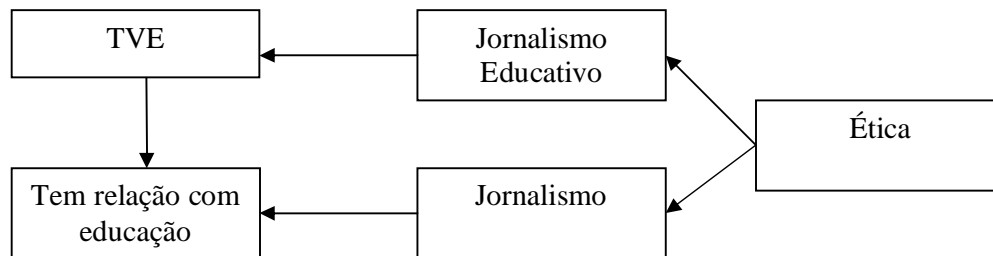 TVE
Jornalismo
Educativo
Ética
Tem relação com
educação
Jornalismo